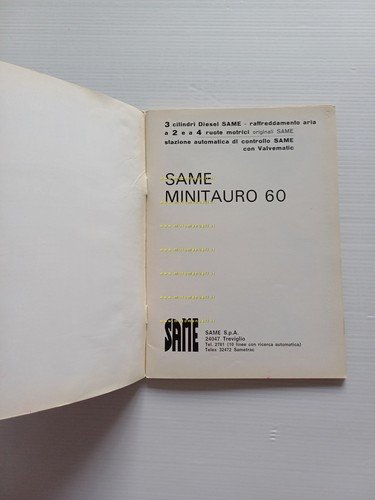 3 cilindri Diesel SAME - raffreddamento aria
a 2 e a 4 ruote motrici originali SAME
stazione automatica di controllo SAME
con Valvematic
SAME
MINITAURO 60
SAME
SAME S.p.A.
24047 Treviglio
Tel. 2781 (10 linee con ricerca automatica)
Telex 32472 Sametrac